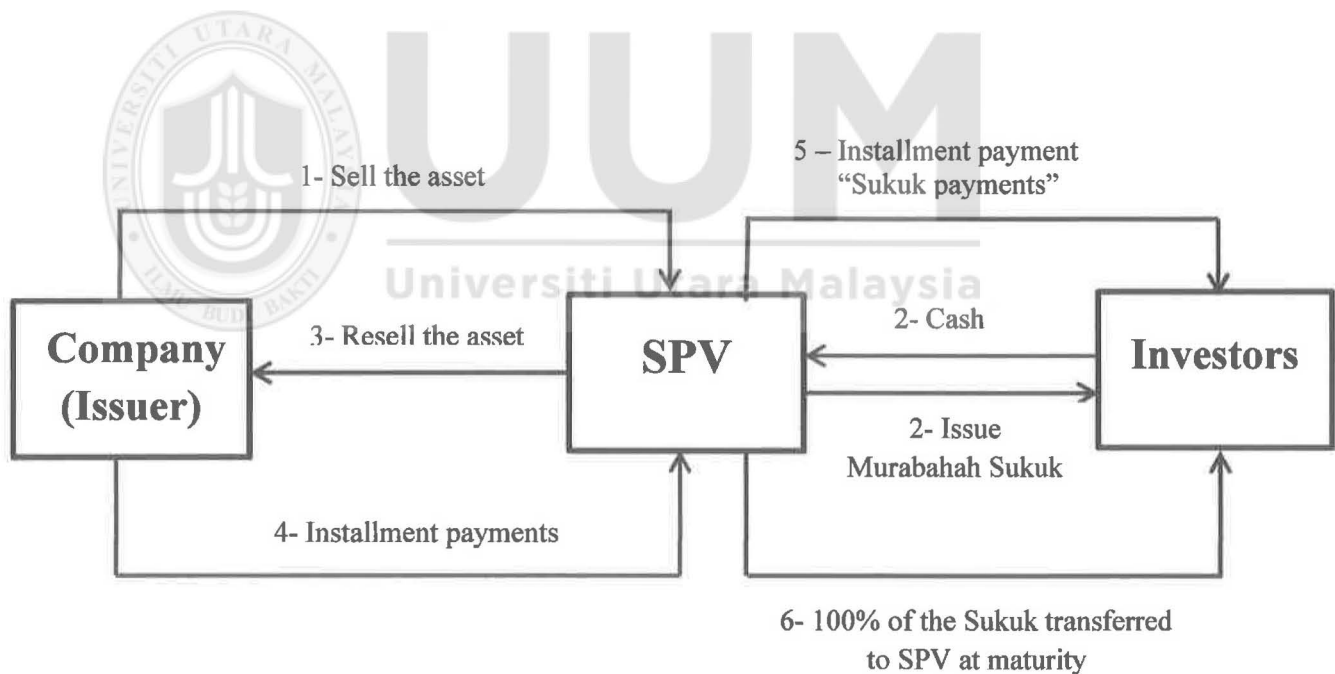 UNIVERSITI UTARA MALAYSIA
ILMU BUDI BAKTI
UUM
Universiti Utara Malaysia
1- Sell the asset
5 – Installment payment
“Sukuk payments”
Company
(Issuer)
3- Resell the asset
SPV
2- Cash
Investors
2- Issue
Murabahah Sukuk
4- Installment payments
6- 100% of the Sukuk transferred
to SPV at maturity